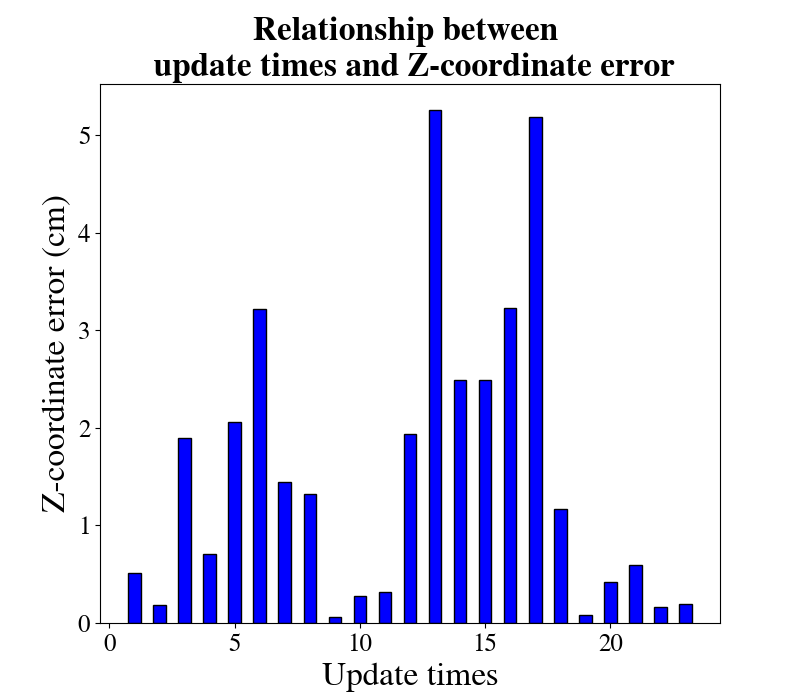 Relationship between
update times and Z-coordinate error
Z-coordinate error (cm)
5
4
3
2
1
0
0 5 10 15 20
Update times